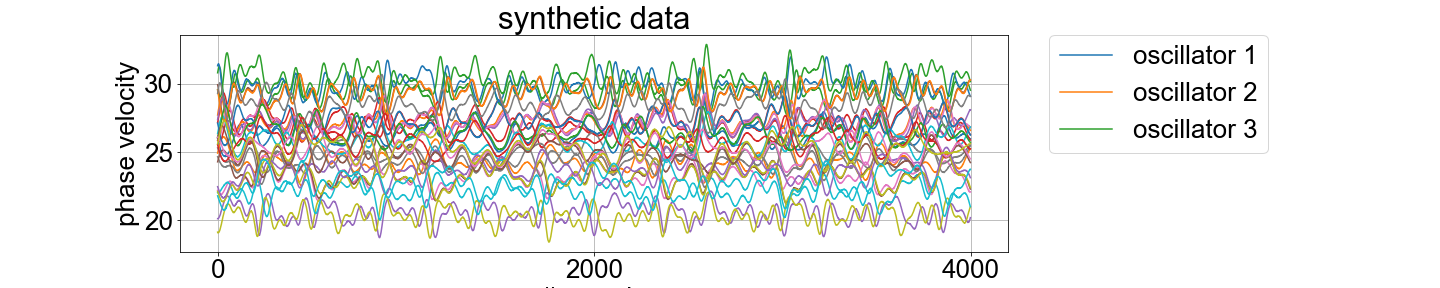 synthetic data
phase velocity
30
25
20
0
2000
4000
oscillator 1
oscillator 2
oscillator 3